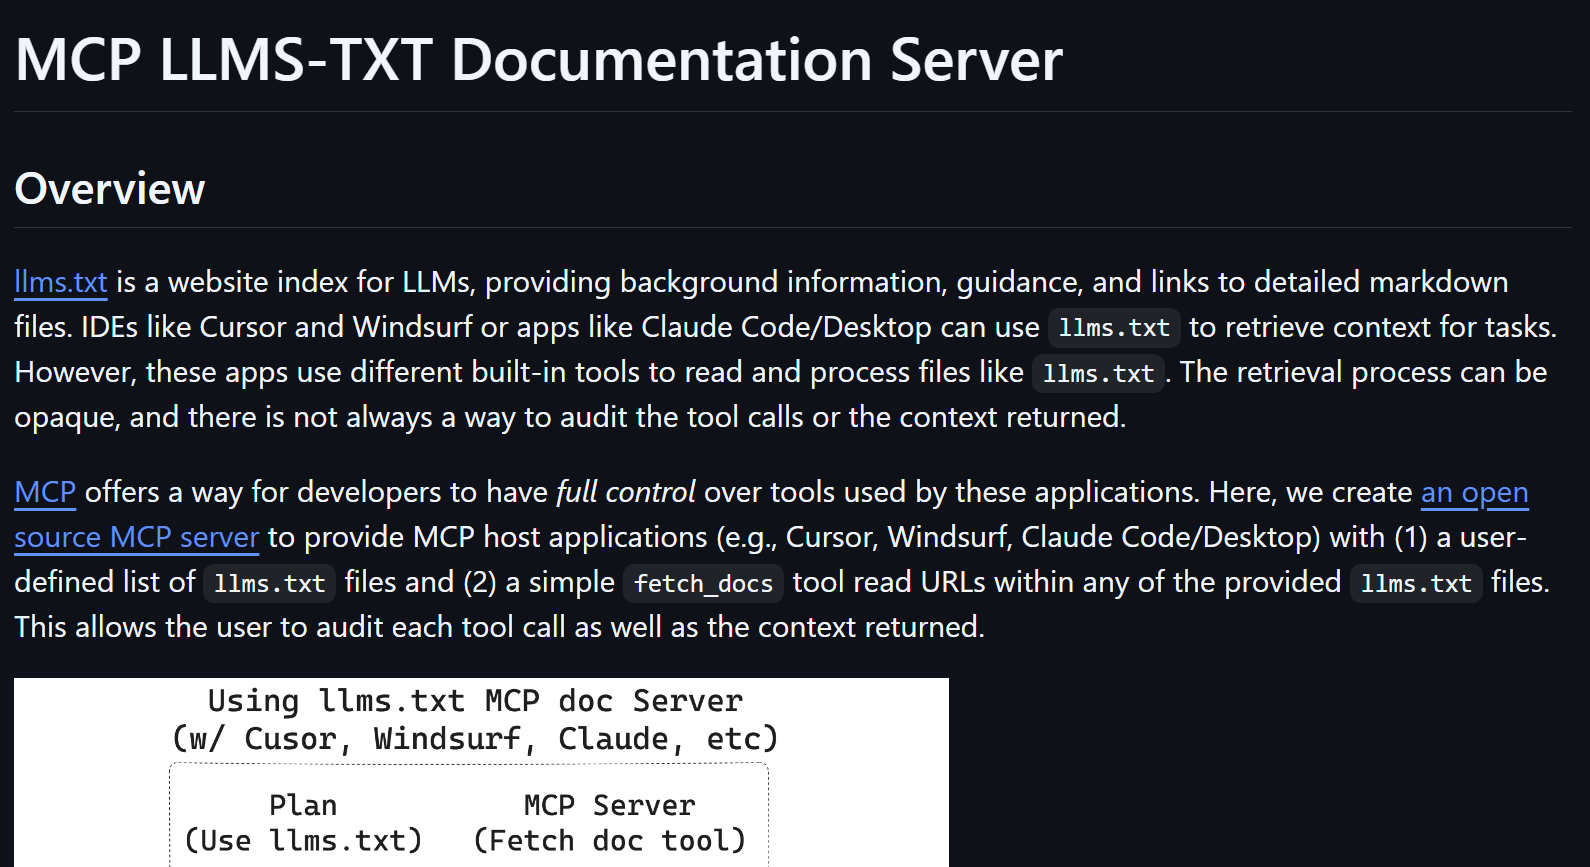 MCP LLMS-TXT Documentation Server
Overview
llms.txt is a website index for LLMs, providing background information, guidance, and links to detailed markdown
files. IDEs like Cursor and Windsurf or apps like Claude Code/Desktop can use llms.txt to retrieve context for tasks.
However, these apps use different built-in tools to read and process files like llms.txt. The retrieval process can be
opaque, and there is not always a way to audit the tool calls or the context returned.
MCP offers a way for developers to have full control over tools used by these applications. Here, we create an open
source MCP server to provide MCP host applications (e.g., Cursor, Windsurf, Claude Code/Desktop) with (1) a user-
defined list of llms.txt files and (2) a simple fetch_docs tool read URLs within any of the provided llms.txt files.
This allows the user to audit each tool call as well as the context returned.
Using llms.txt MCP doc Server
(w/ Cusor, Windsurf, Claude, etc)
Plan MCP Server
(Use llms.txt) (Fetch doc tool)